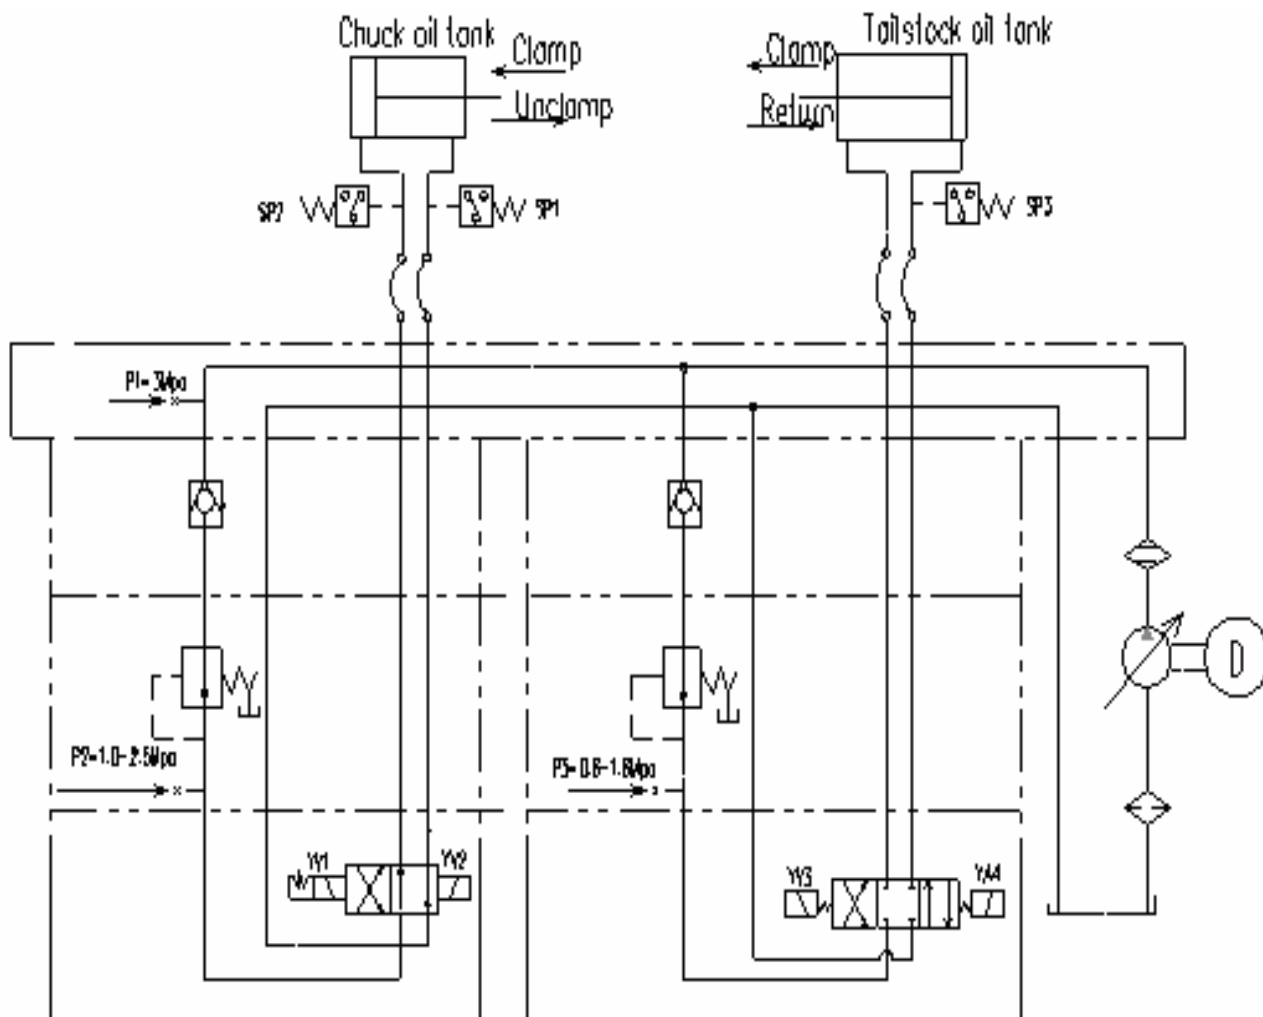 Chuck oil tank
Tailstock oil tank
Clamp
Unclamp
Clamp
Return
SP2
SP1
SP3
P1=3Mpa
P2=1.0-2.5Mpa
P3=0.8-1.8Mpa
YV1
YV2
YV3
YA4
D